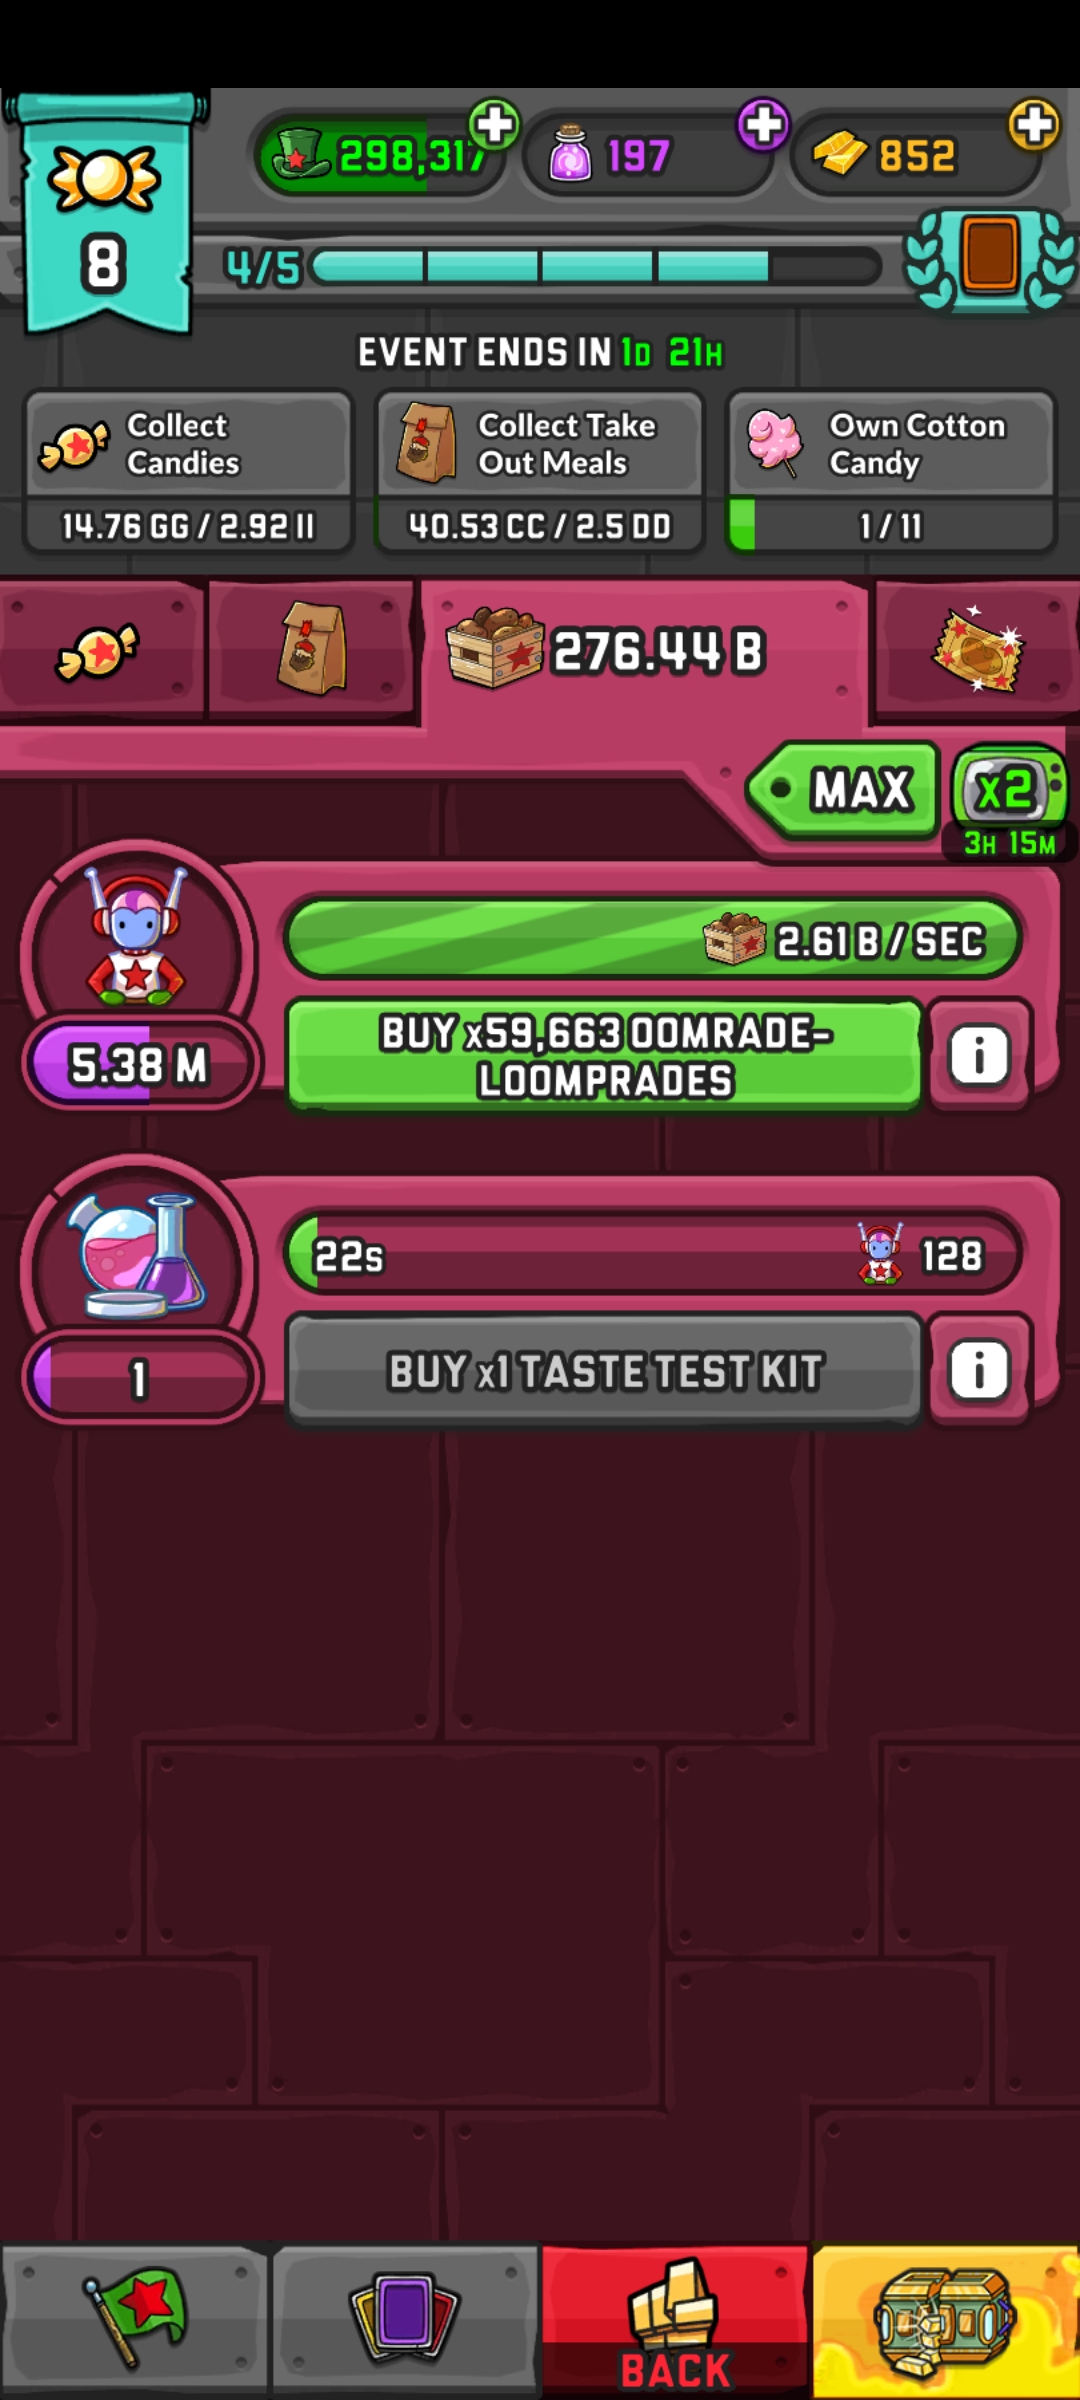 298,317
197
852
8
4/5
EVENT ENDS IN 1D 21H
Collect
Candies
14.76 GG / 2.92 II
Collect Take
Out Meals
40.53 CC / 2.5 DD
Own Cotton
Candy
1 / 11
276.44 B
MAX
x2
3H 15M
2.61 B / SEC
5.38 M
BUY x59,663 OOMRADE-
LOOMPRADES
i
22s
128
1
BUY x1 TASTE TEST KIT
i
BACK